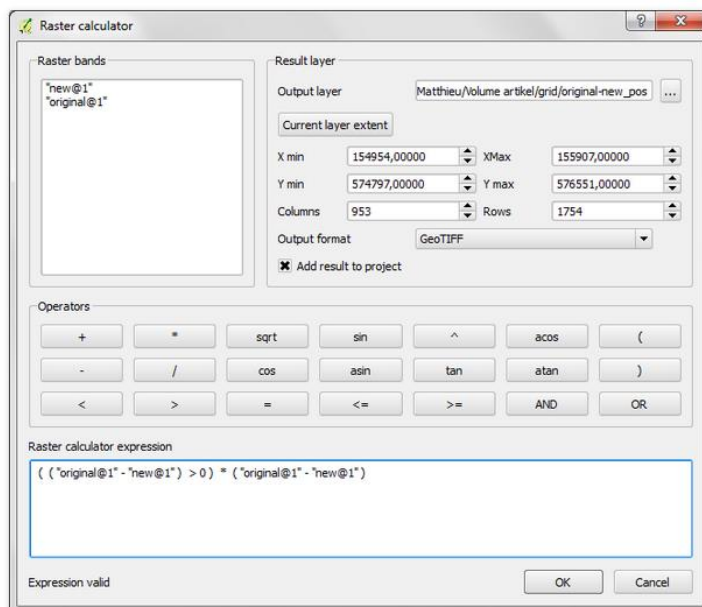 Raster calculator
Raster bands
"new@1"
"original@1"
Result layer
Output layer Matthieu/Volume artikel/grid/original-new_pos ...
Current layer extent
X min 154954,00000 XMax 155907,00000
Y min 574797,00000 Y max 576551,00000
Columns 953 Rows 1754
Output format GeoTIFF
Add result to project
Operators
+ * sqrt sin ^ acos (
- / cos asin tan atan )
< > = <= >= AND OR
Raster calculator expression
( ( "original@1" - "new@1" ) > 0 ) * ( "original@1" - "new@1" )
Expression valid
OK Cancel